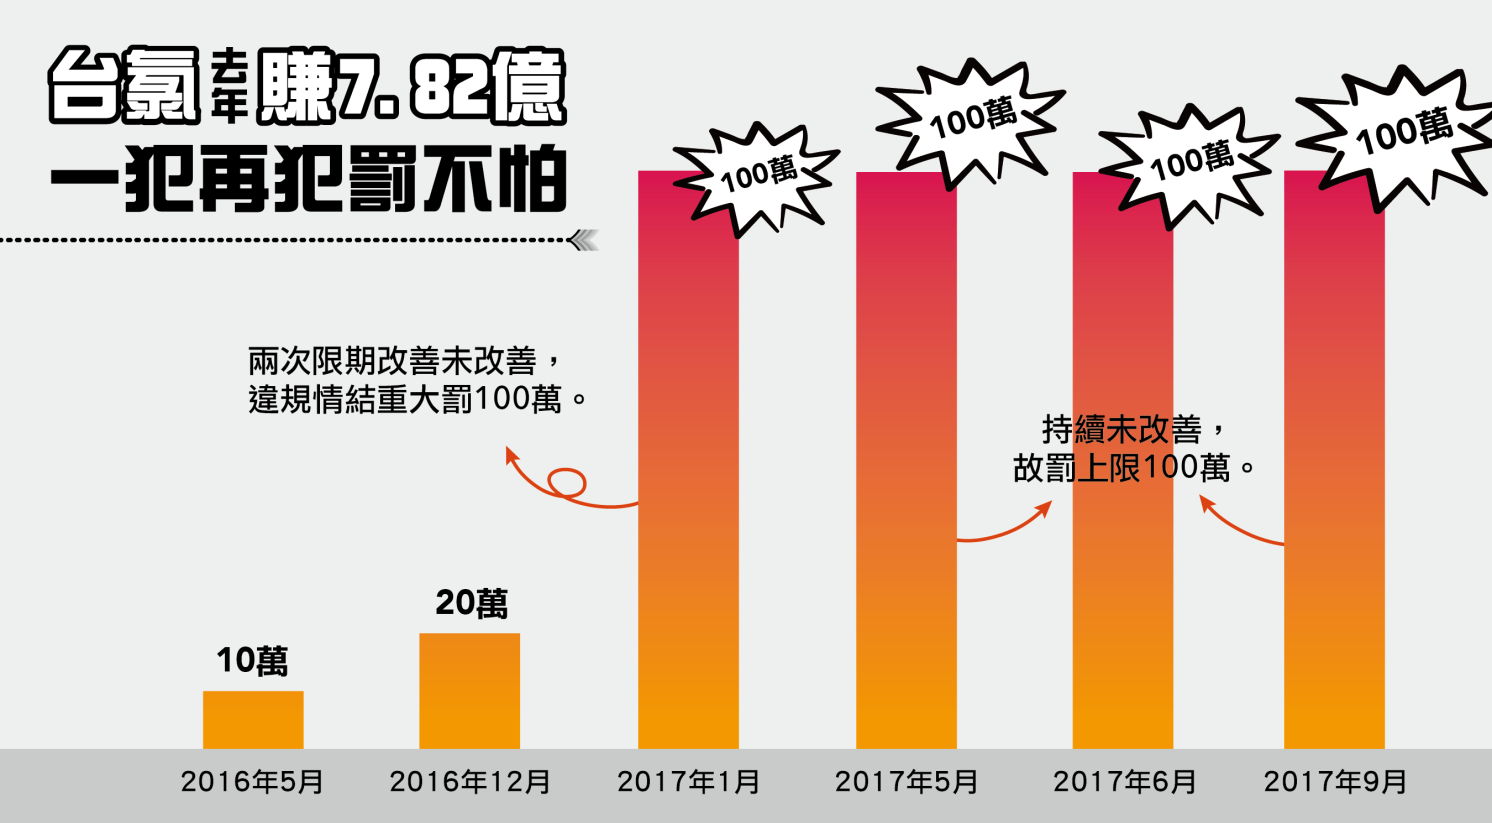 台氯去年賺7.82億
一犯再犯罰不怕
100萬
100萬
100萬
100萬
兩次限期改善未改善，
違規情結重大罰100萬。
持續未改善，
故罰上限100萬。
20萬
10萬
2016年5月
2016年12月
2017年1月
2017年5月
2017年6月
2017年9月